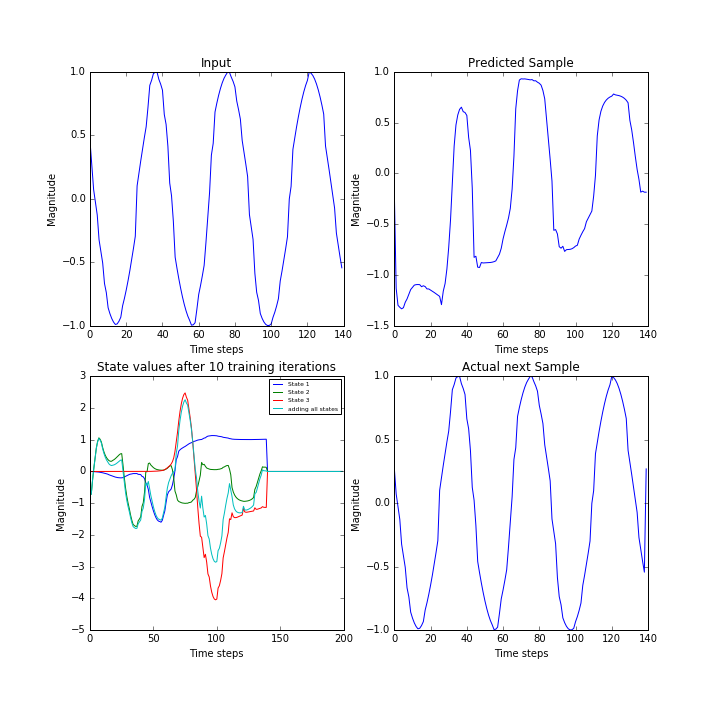 Input
Predicted Sample
1.0
0.5
0.0
−0.5
−1.0
Magnitude
0 20 40 60 80 100 120 140
Time steps
1.0
0.5
0.0
−0.5
−1.0
−1.5
Magnitude
0 20 40 60 80 100 120 140
Time steps
State values after 10 training iterations
Actual next Sample
3
2
1
0
−1
−2
−3
−4
−5
Magnitude
State 1
State 2
State 3
adding all states
0 50 100 150 200
Time steps
1.0
0.5
0.0
−0.5
−1.0
Magnitude
0 20 40 60 80 100 120 140
Time steps